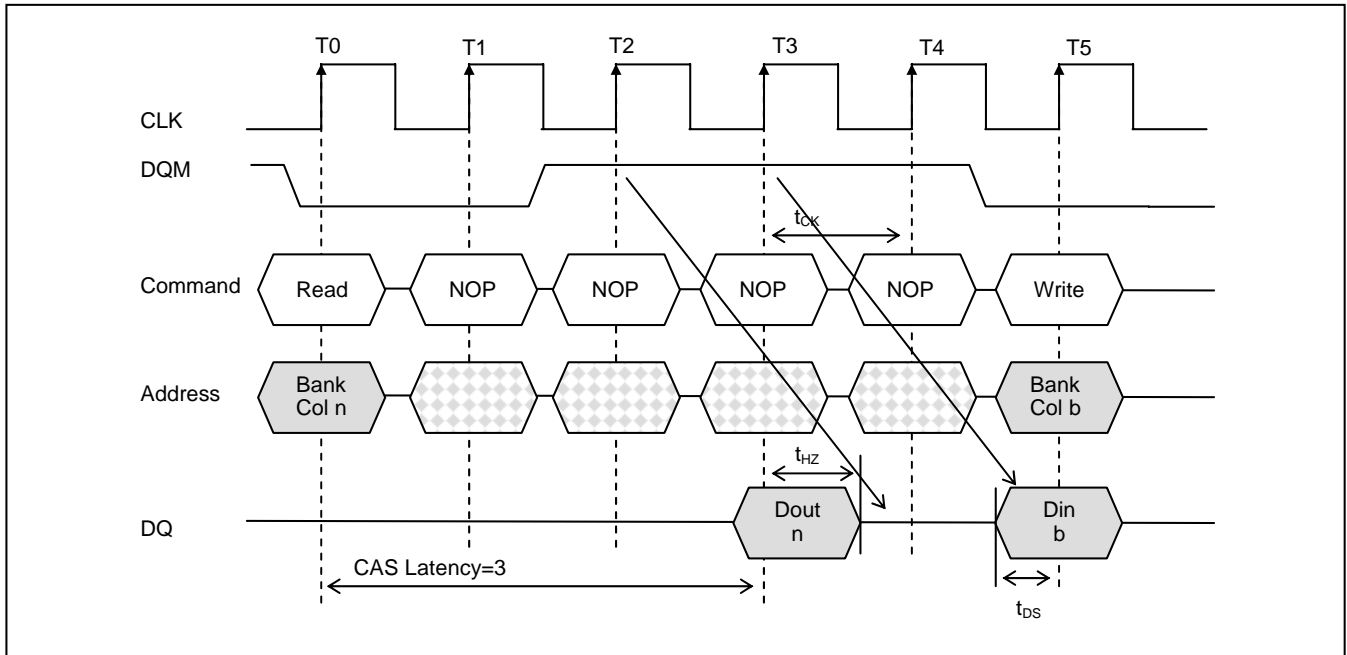 T0 T1 T2 T3 T4 T5
CLK
DQM
tCK
Command Read NOP NOP NOP NOP Write
Address Bank Col n Bank Col b
tHZ
DQ Dout n Din b
CAS Latency=3
tDS